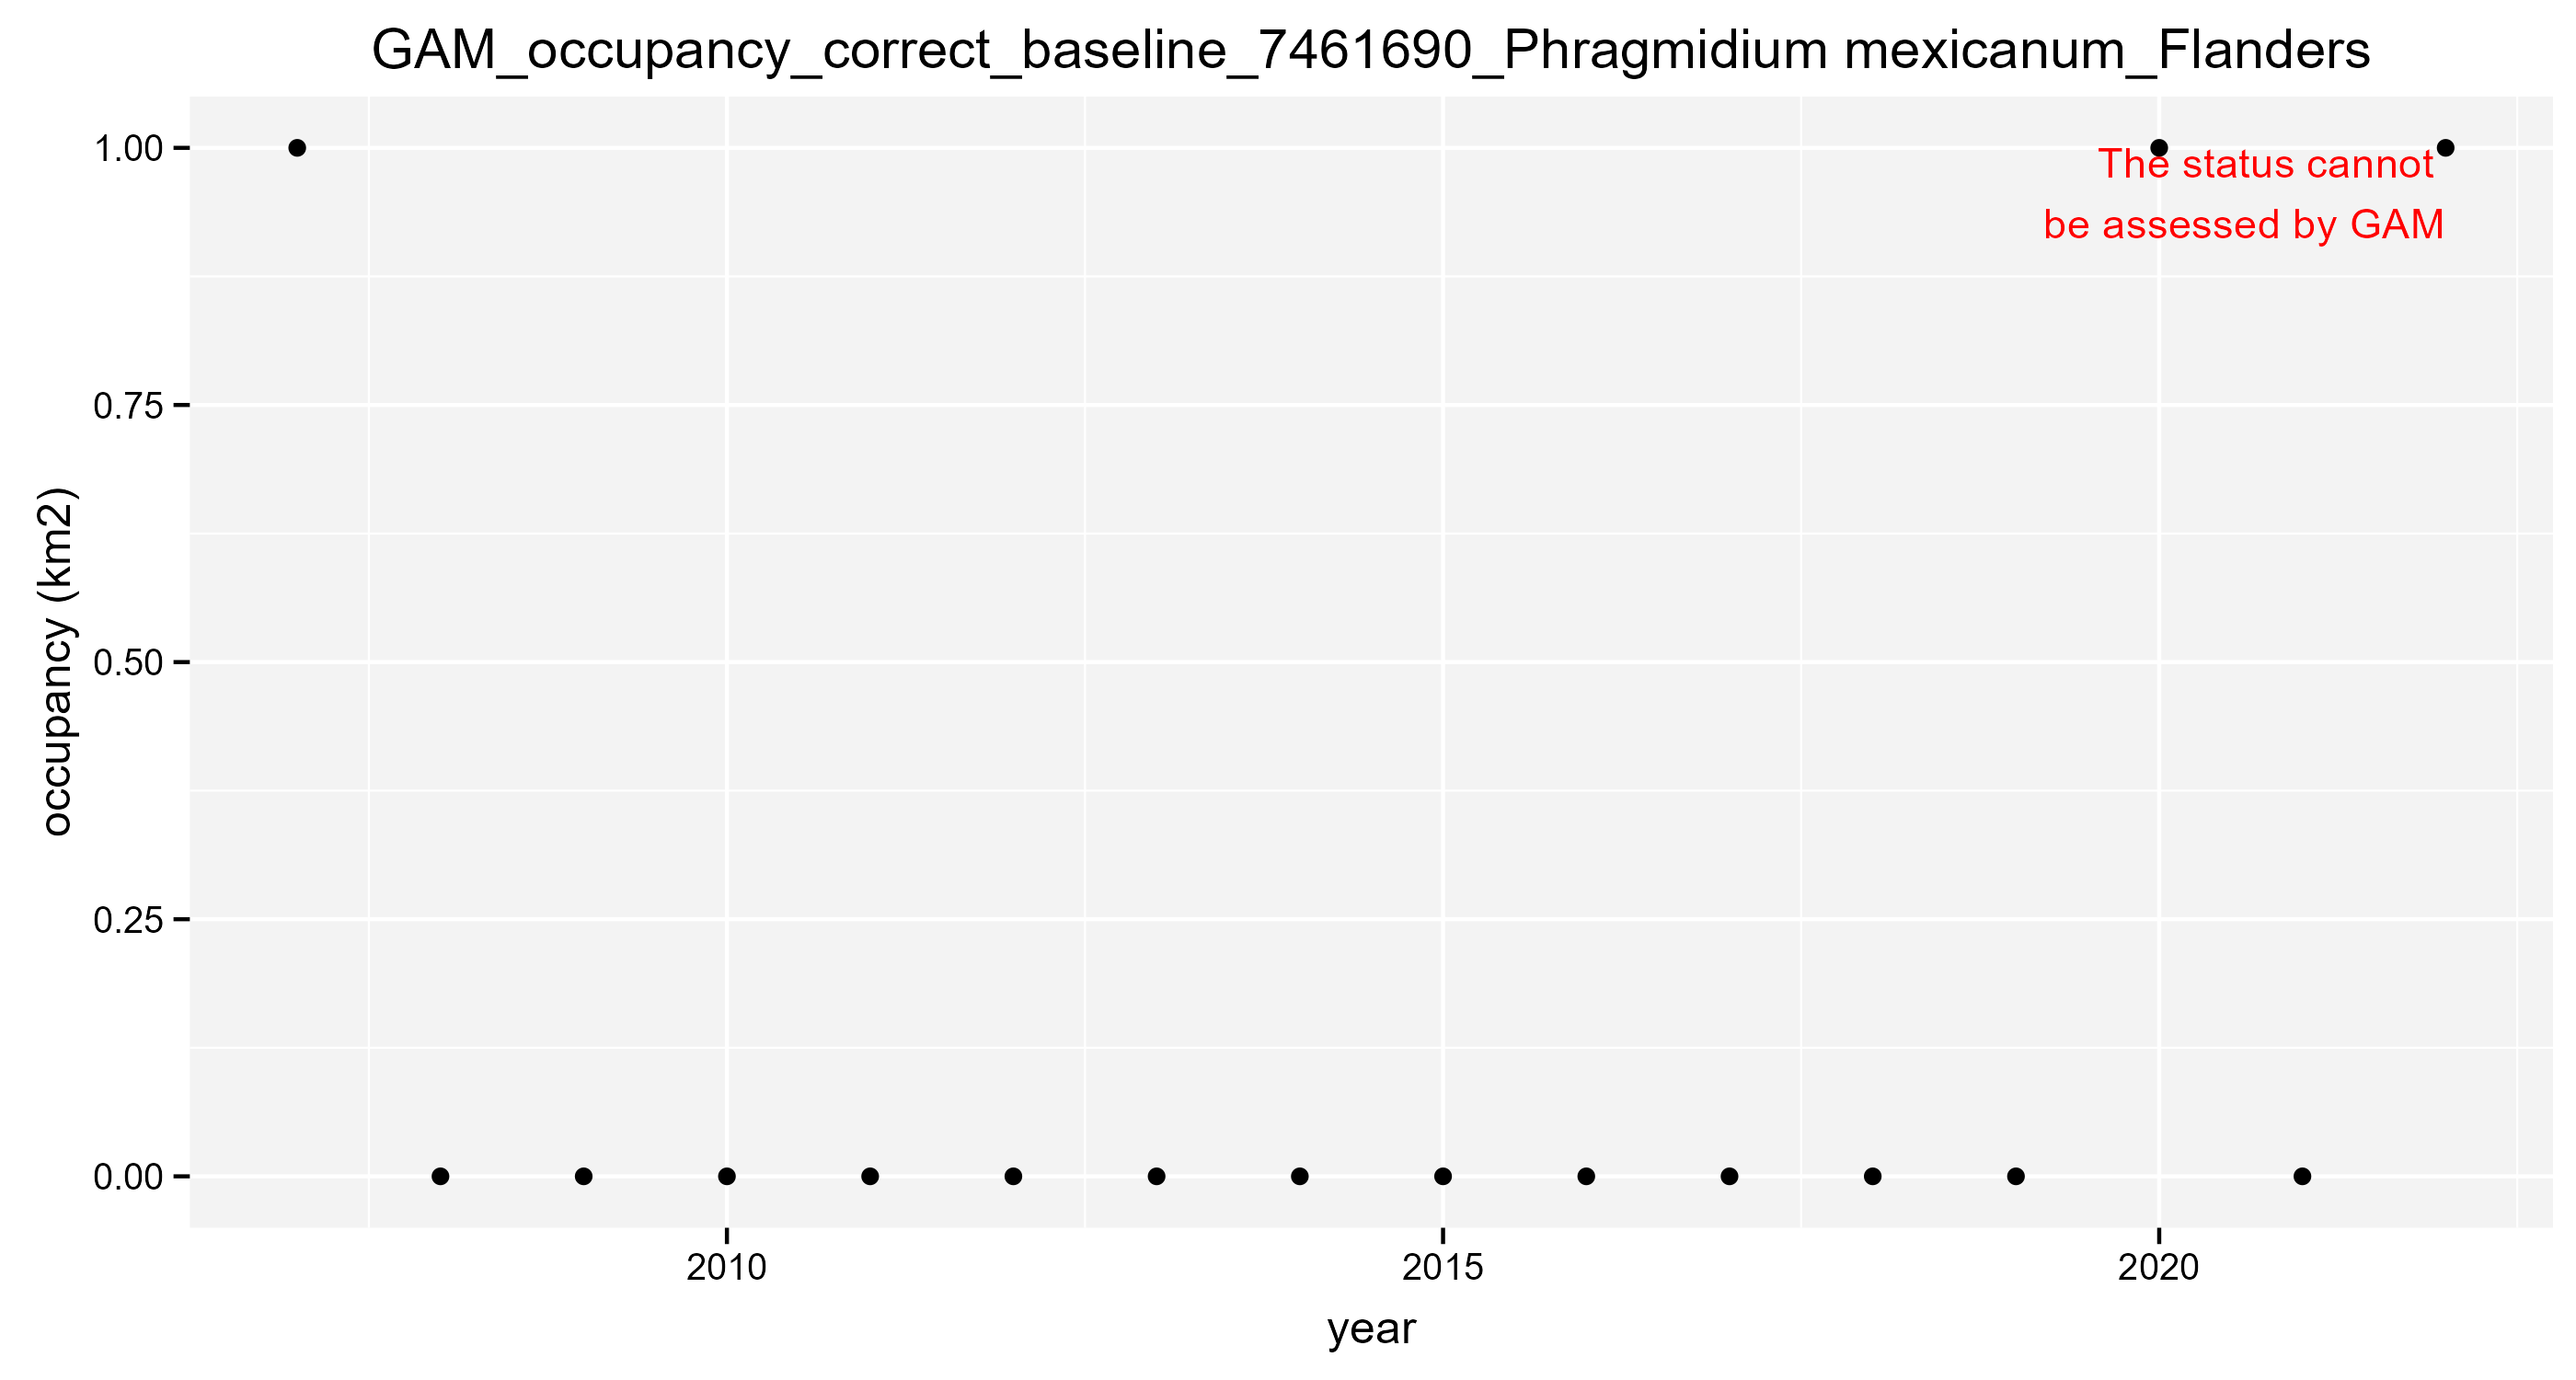 GAM_occupancy_correct_baseline_7461690_Phragmidium mexicanum_Flanders
1.00
The status cannot
be assessed by GAM
0.75
occupancy (km2)
0.50
0.25
0.00
2010
2015
2020
year